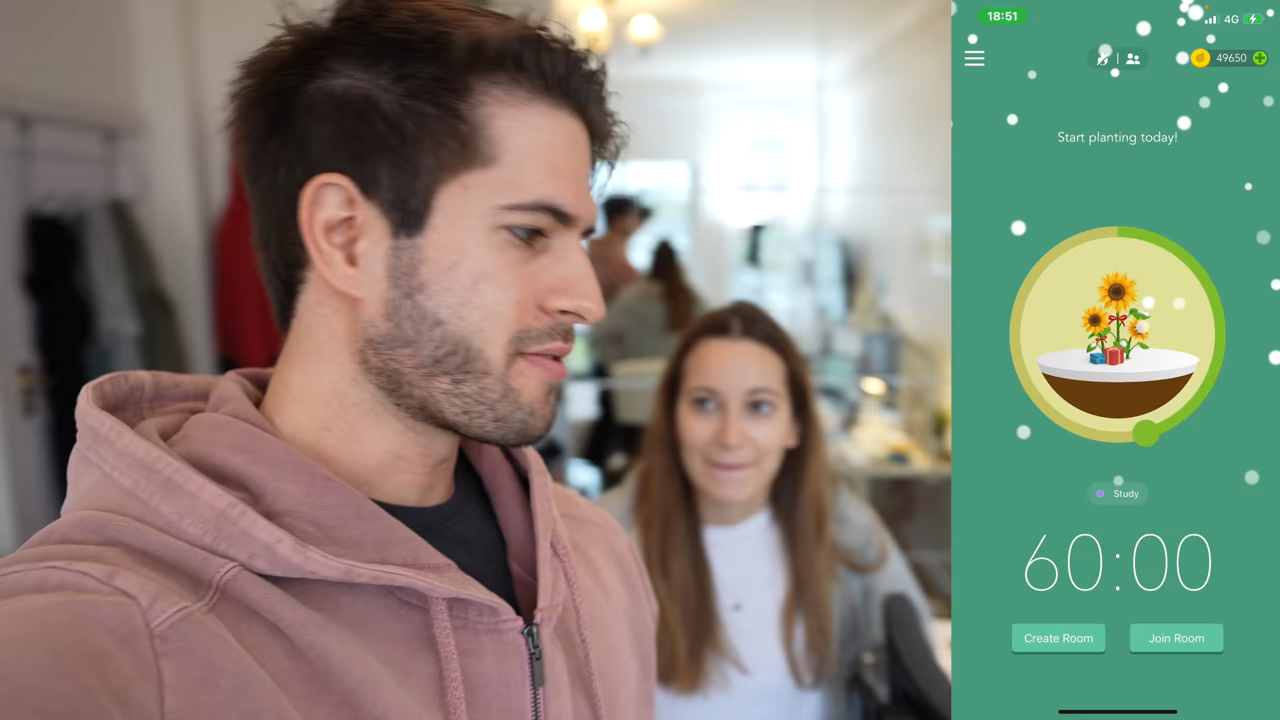 18:51
4G
49650
Start planting today!
Study
60:00
Create Room
Join Room